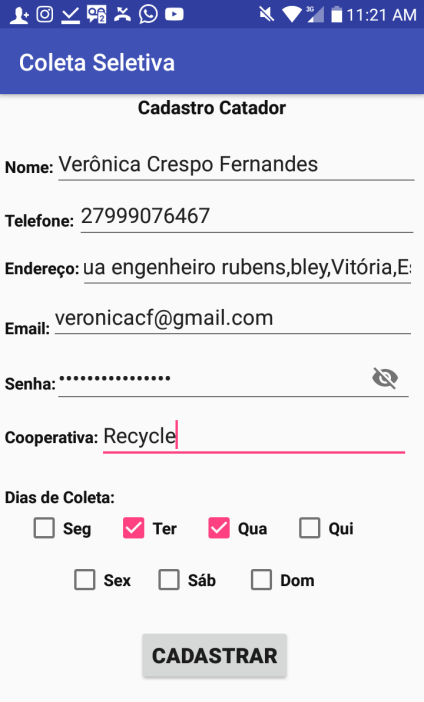 3G 11:21 AM
Coleta Seletiva
Cadastro Catador
Nome: Verônica Crespo Fernandes
Telefone: 27999076467
Endereço: ua engenheiro rubens,bley,Vitória,Es
Email: veronicacf@gmail.com
Senha: ••••••••••••••••
Cooperativa: Recycle
Dias de Coleta:
Seg Ter Qua Qui
Sex Sáb Dom
CADASTRAR